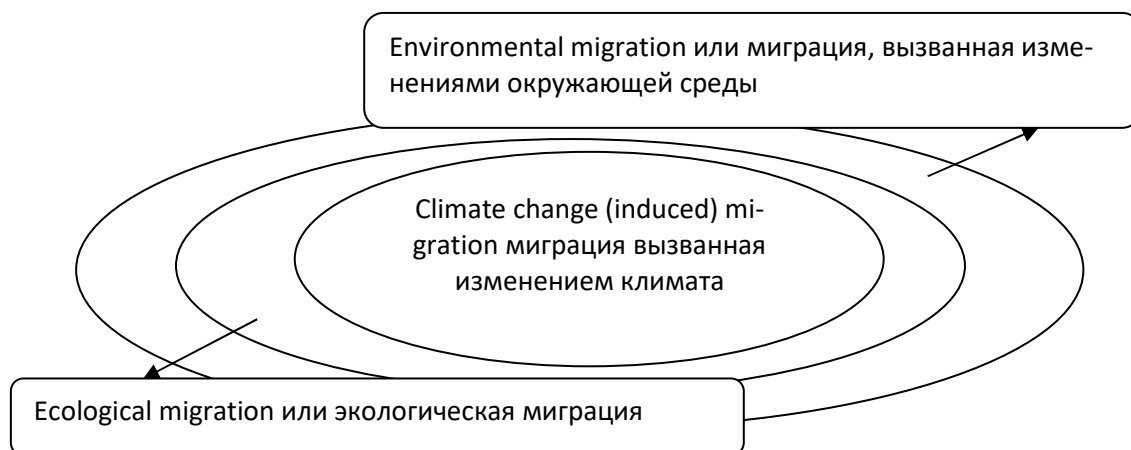 Environmental migration или миграция, вызванная изме-
нениями окружающей среды
Climate change (induced) mi-
gration миграция вызванная
изменением климата
Ecological migration или экологическая миграция